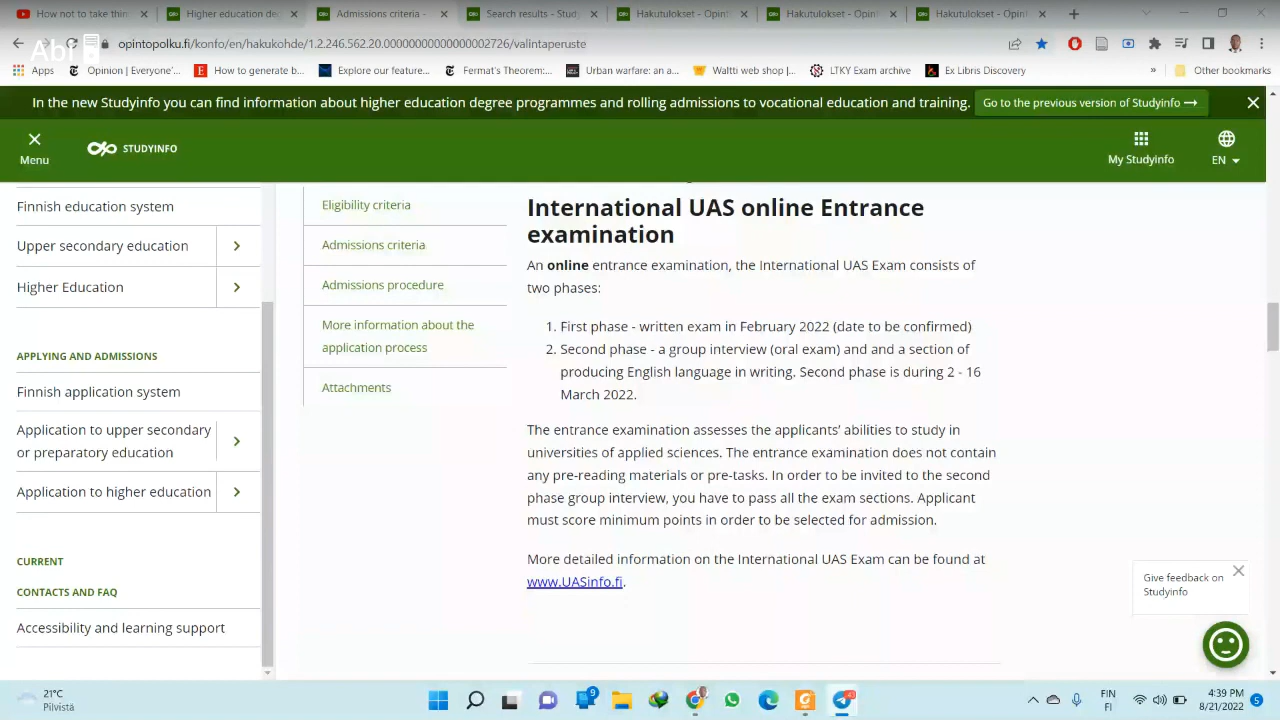 How not to take thin
Higher education de
Admissions criteria -
Search results - Stud
Hakutulokset - Opin
Hakutulokset - Opin
Hakutulokset - Opin
Abi
opintopolku.fi/konfo/en/hakukohde/1.2.246.562.20.00000000000000002726/valintaperuste
Apps
Opinion | Everyone'...
How to generate b...
Explore our feature...
Fermat's Theorem:...
Urban warfare: an a...
Waltti web shop |...
LTKY Exam archive
Ex Libris Discovery
»
Other bookmarks
In the new Studyinfo you can find information about higher education degree programmes and rolling admissions to vocational education and training.
Go to the previous version of Studyinfo
Menu
STUDYINFO
My Studyinfo
EN
Finnish education system
Upper secondary education
Higher Education
APPLYING AND ADMISSIONS
Finnish application system
Application to upper secondary
or preparatory education
Application to higher education
CURRENT
CONTACTS AND FAQ
Accessibility and learning support
Eligibility criteria
Admissions criteria
Admissions procedure
More information about the
application process
Attachments
International UAS online Entrance
examination
An online entrance examination, the International UAS Exam consists of
two phases:
1. First phase - written exam in February 2022 (date to be confirmed)
2. Second phase - a group interview (oral exam) and and a section of
producing English language in writing. Second phase is during 2 - 16
March 2022.
The entrance examination assesses the applicants' abilities to study in
universities of applied sciences. The entrance examination does not contain
any pre-reading materials or pre-tasks. In order to be invited to the second
phase group interview, you have to pass all the exam sections. Applicant
must score minimum points in order to be selected for admission.
More detailed information on the International UAS Exam can be found at
www.UASinfo.fi.
Give feedback on
Studyinfo
21°C
Pilvistä
9
FIN
FI
4:39 PM
8/21/2022
5